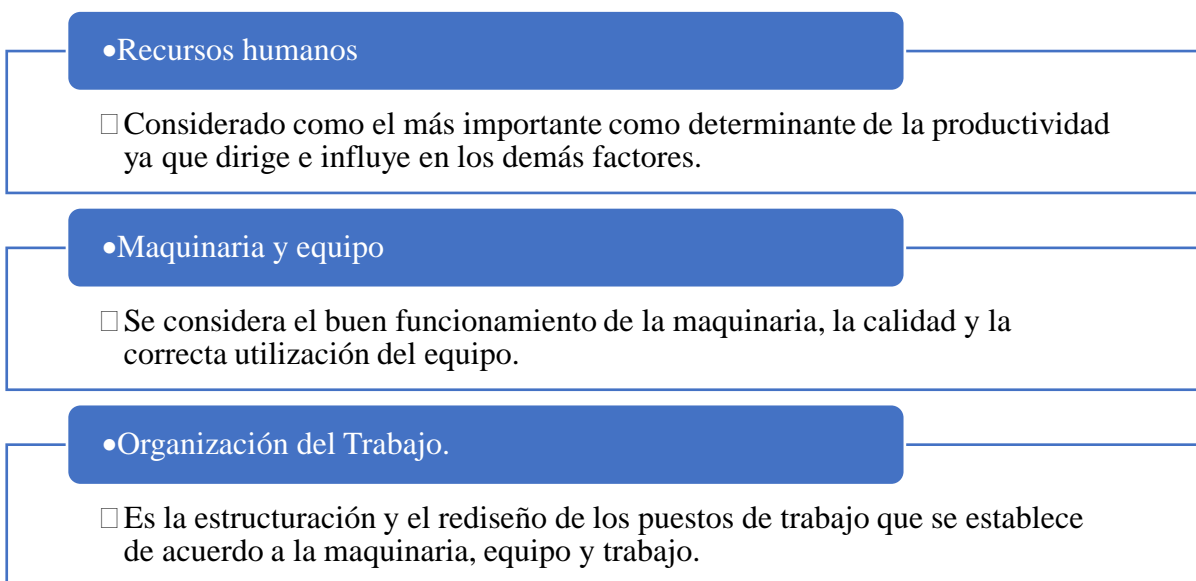 •Recursos humanos
□Considerado como el más importante como determinante de la productividad
ya que dirige e influye en los demás factores.
•Maquinaria y equipo
□Se considera el buen funcionamiento de la maquinaria, la calidad y la
correcta utilización del equipo.
•Organización del Trabajo.
□Es la estructuración y el rediseño de los puestos de trabajo que se establece
de acuerdo a la maquinaria, equipo y trabajo.